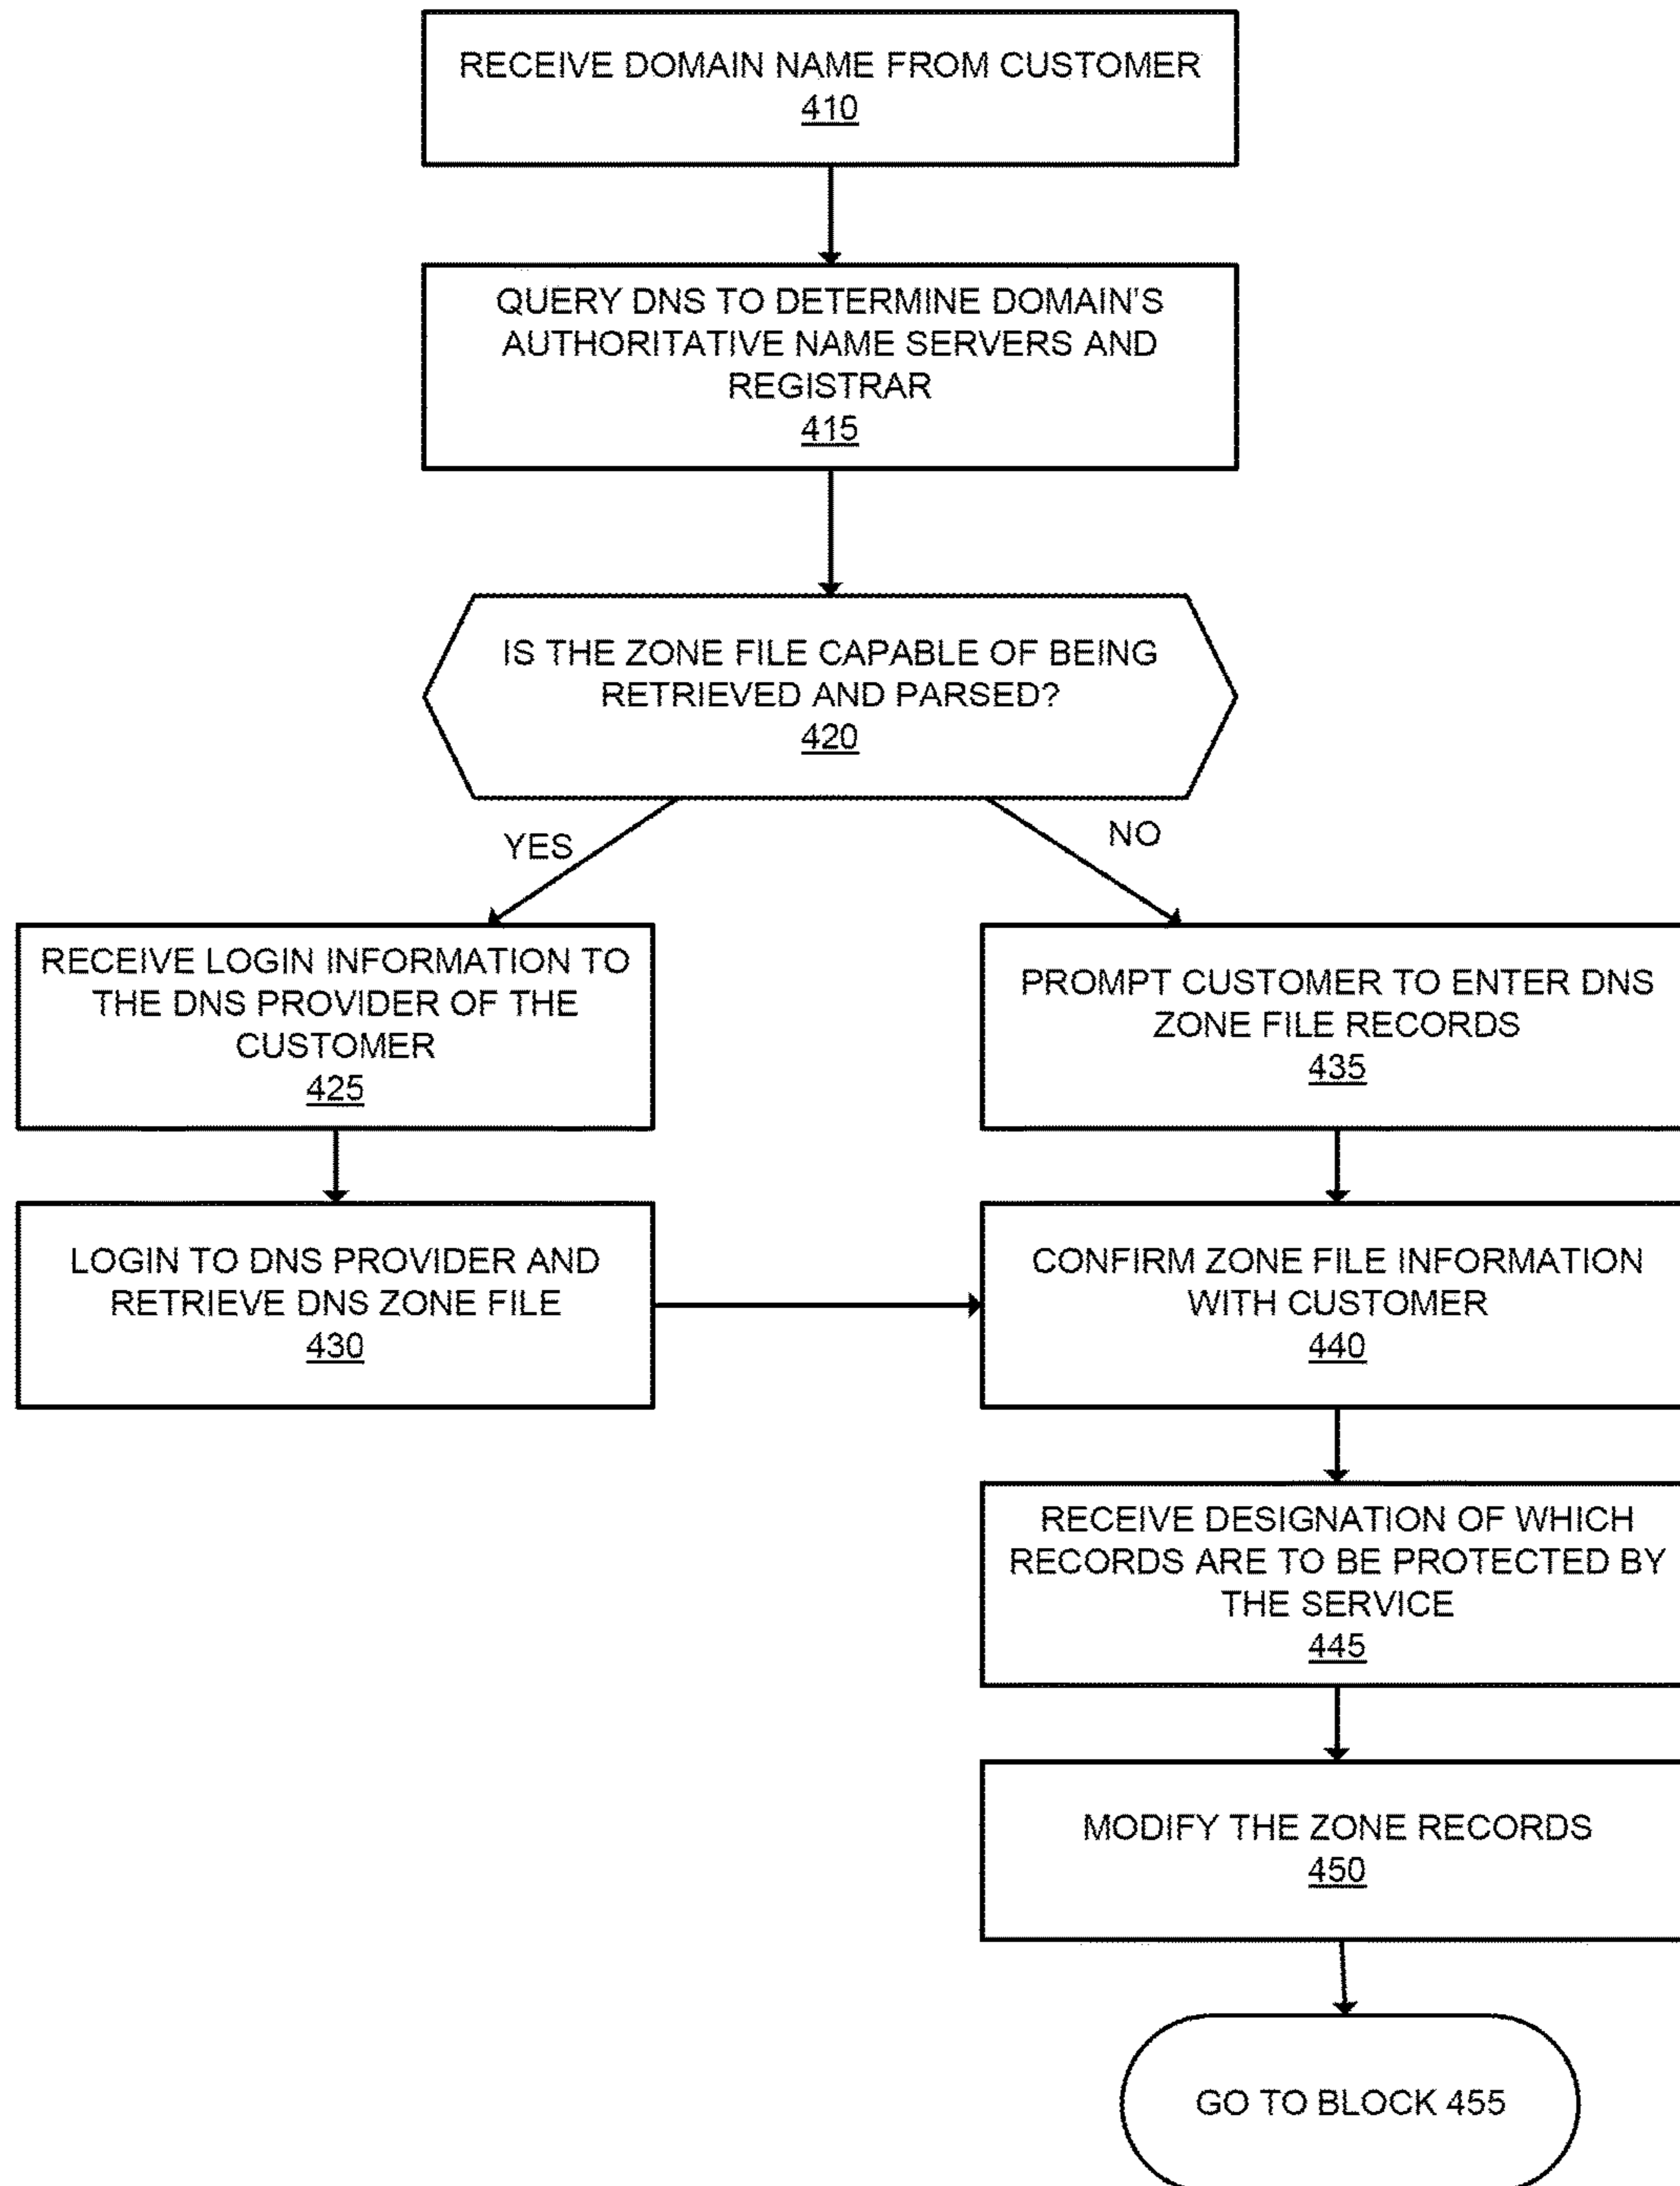 RECEIVE DOMAIN NAME FROM CUSTOMER
410
QUERY DNS TO DETERMINE DOMAIN'S
AUTHORITATIVE NAME SERVERS AND
REGISTRAR
415
IS THE ZONE FILE CAPABLE OF BEING
RETRIEVED AND PARSED?
420
YES
NO
RECEIVE LOGIN INFORMATION TO
THE DNS PROVIDER OF THE
CUSTOMER
425
PROMPT CUSTOMER TO ENTER DNS
ZONE FILE RECORDS
435
LOGIN TO DNS PROVIDER AND
RETRIEVE DNS ZONE FILE
430
CONFIRM ZONE FILE INFORMATION
WITH CUSTOMER
440
RECEIVE DESIGNATION OF WHICH
RECORDS ARE TO BE PROTECTED BY
THE SERVICE
445
MODIFY THE ZONE RECORDS
450
GO TO BLOCK 455